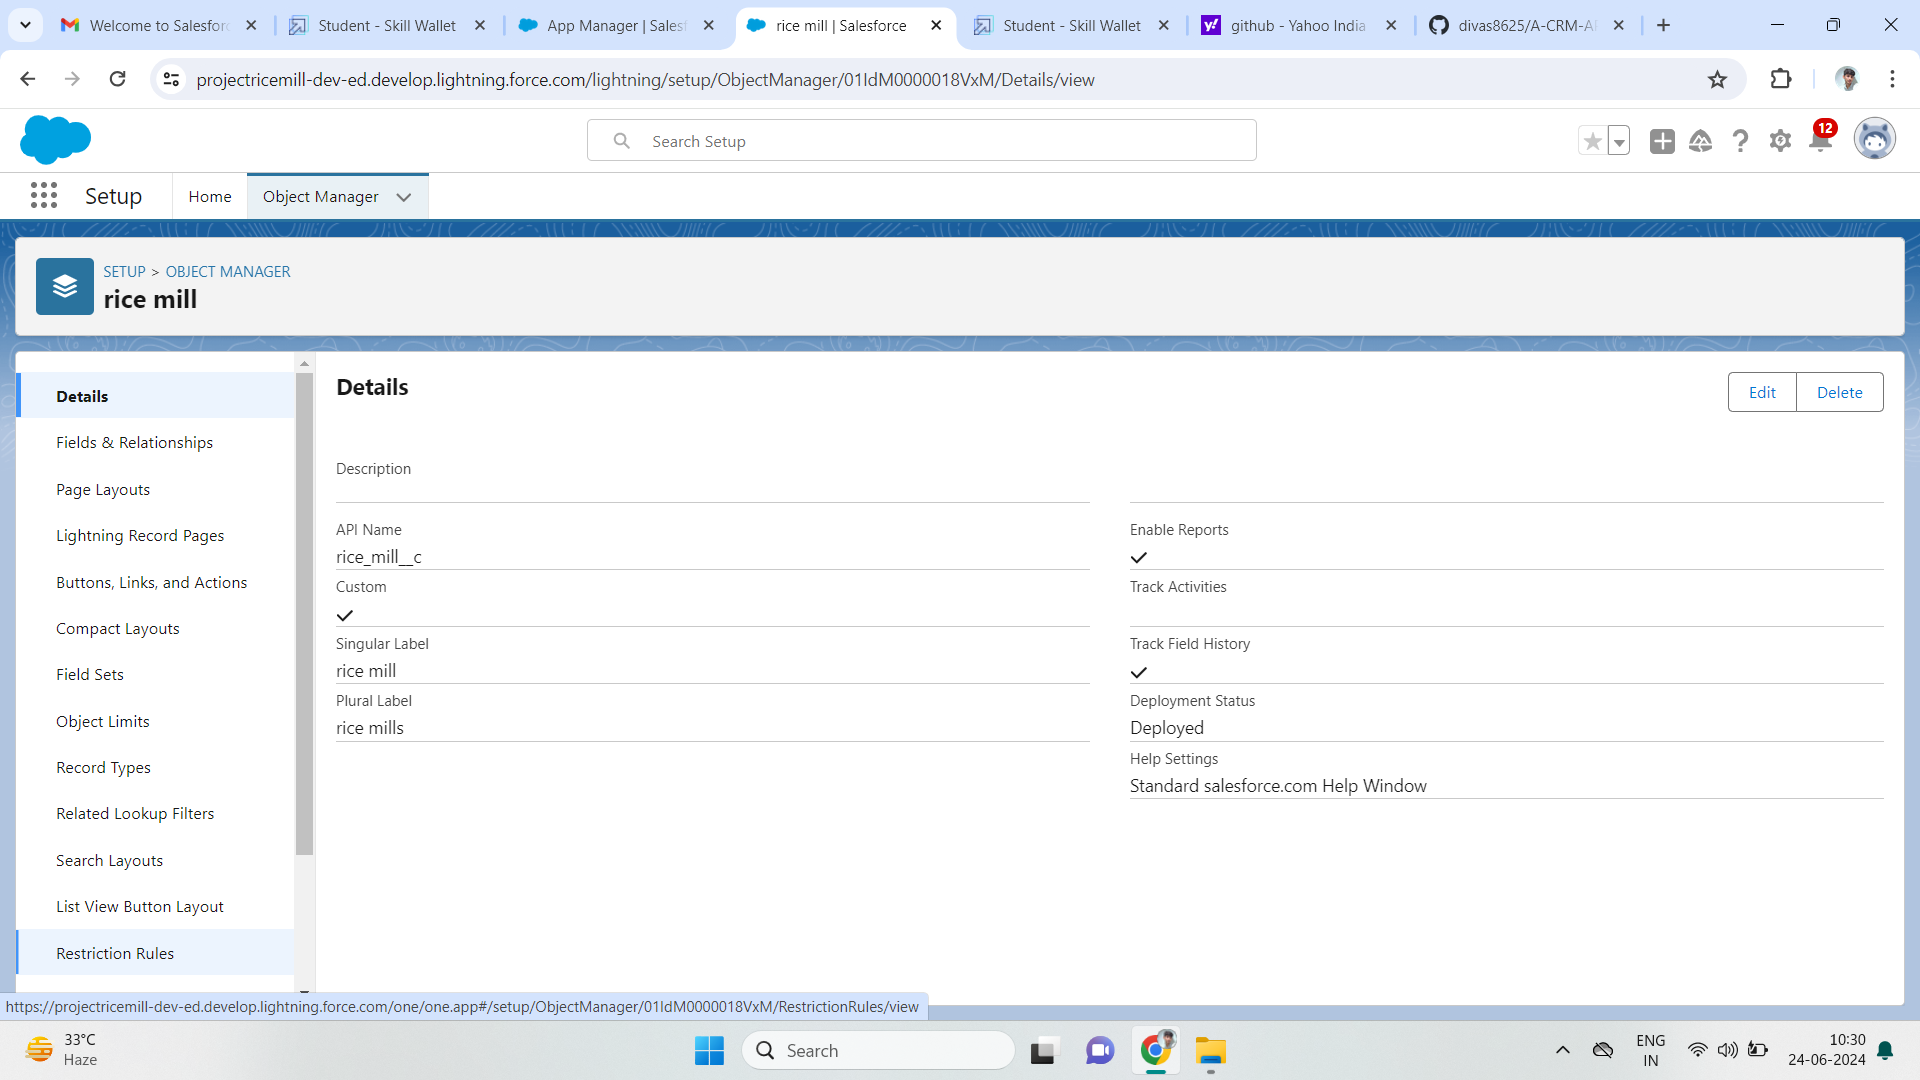 Welcome to Salesforc
Student - Skill Wallet
App Manager | Salesf
rice mill | Salesforce
Student - Skill Wallet
github - Yahoo India
divas8625/A-CRM-A
projectricemill-dev-ed.develop.lightning.force.com/lightning/setup/ObjectManager/01IdM0000018VxM/Details/view
Search Setup
12
Setup
Home
Object Manager
SETUP > OBJECT MANAGER
rice mill
Details
Fields & Relationships
Page Layouts
Lightning Record Pages
Buttons, Links, and Actions
Compact Layouts
Field Sets
Object Limits
Record Types
Related Lookup Filters
Search Layouts
List View Button Layout
Restriction Rules
Details
Edit
Delete
Description
API Name
rice_mill__c
Custom
Singular Label
rice mill
Plural Label
rice mills
Enable Reports
Track Activities
Track Field History
Deployment Status
Deployed
Help Settings
Standard salesforce.com Help Window
https://projectricemill-dev-ed.develop.lightning.force.com/one/one.app#/setup/ObjectManager/01IdM0000018VxM/RestrictionRules/view
33°C
Haze
Search
ENG
IN
10:30
24-06-2024